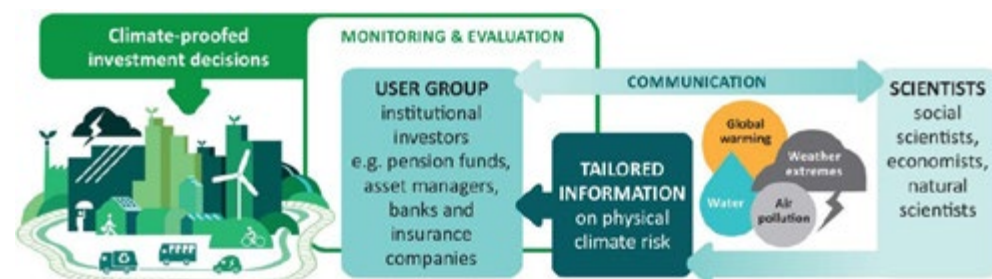 Climate-proofed
investment decisions
MONITORING & EVALUATION
USER GROUP
institutional
investors
e.g. pension funds,
asset managers,
banks and
insurance
companies
COMMUNICATION
TAILORED
INFORMATION
on physical
climate risk
Global
warming
Weather
extremes
Water
Air
pollution
SCIENTISTS
social
scientists,
economists,
natural
scientists